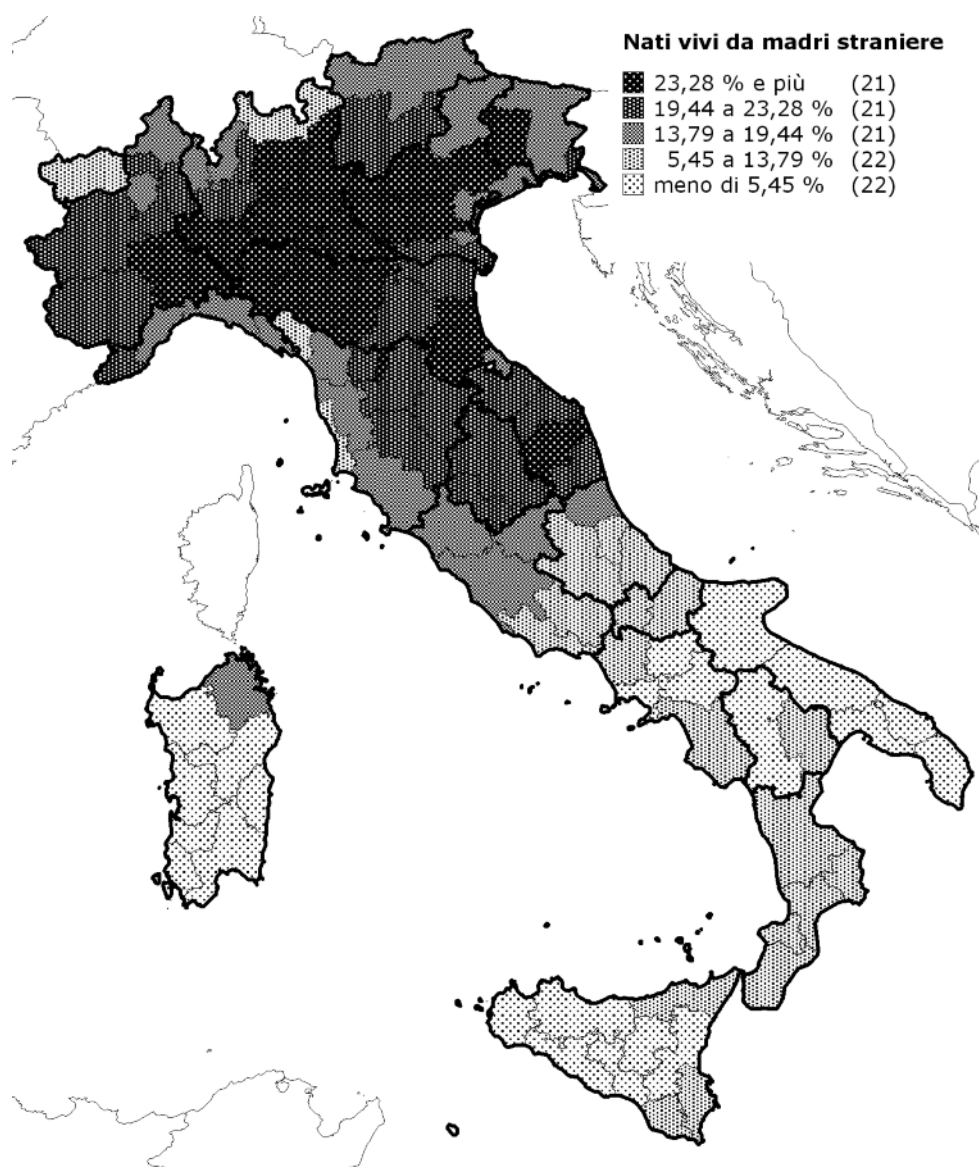 Nati vivi da madri straniere
23,28 % e più (21)
19,44 a 23,28 % (21)
13,79 a 19,44 % (21)
5,45 a 13,79 % (22)
meno di 5,45 % (22)